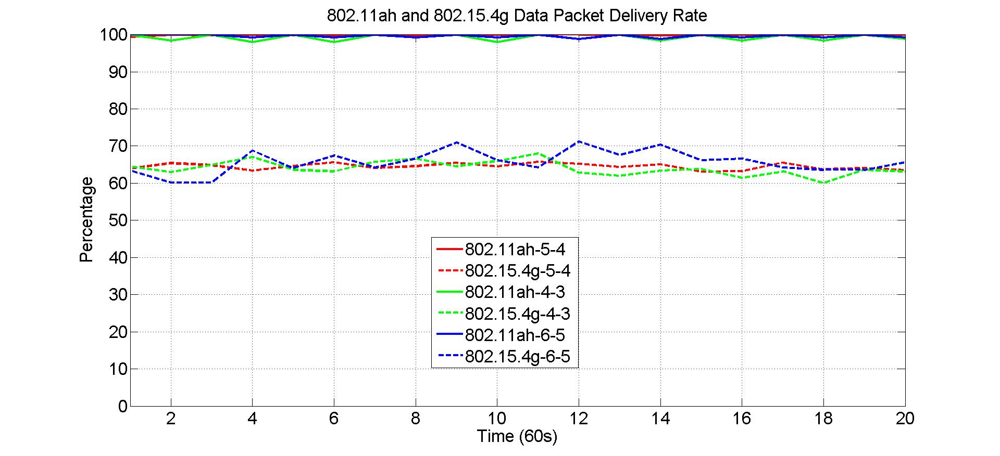 802.11ah and 802.15.4g Data Packet Delivery Rate
100
90
80
70
60
50
40
30
20
10
0
Percentage
802.11ah-5-4
802.15.4g-5-4
802.11ah-4-3
802.15.4g-4-3
802.11ah-6-5
802.15.4g-6-5
2 4 6 8 10 12 14 16 18 20
Time (60s)